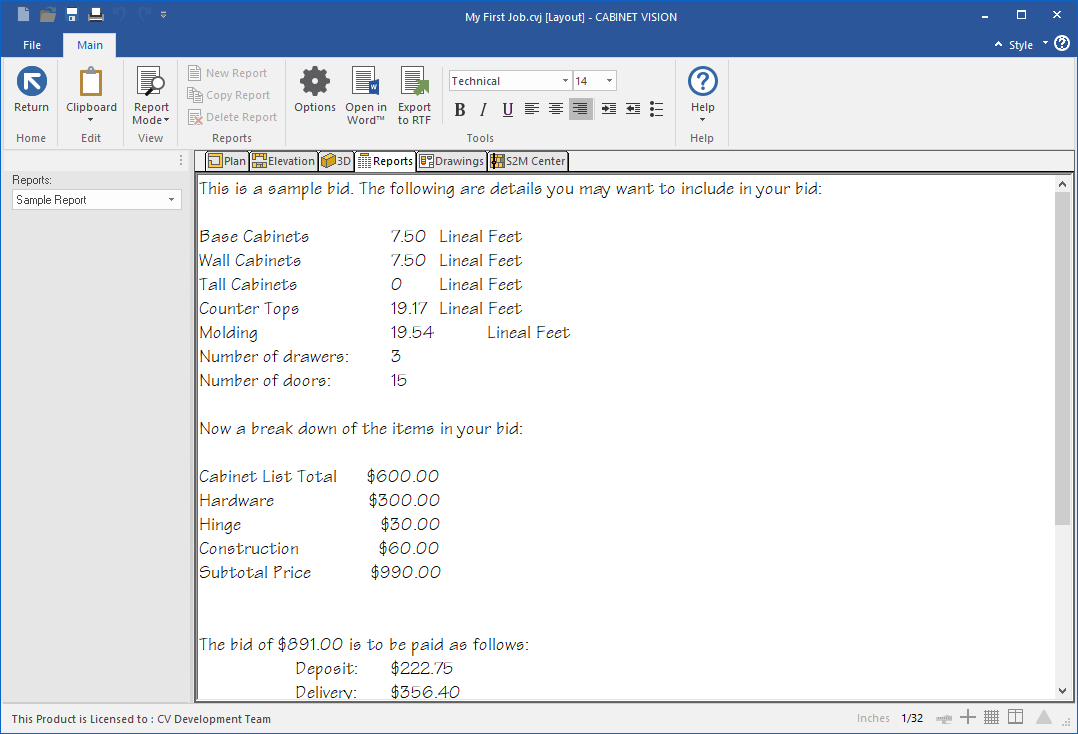 My First Job.cvj [Layout] - CABINET VISION
File Main Style
Return Clipboard Report Mode New Report Copy Report Delete Report Options Open in Word™ Export to RTF Technical 14 B I U Help
Home Edit View Reports Tools Help
Plan Elevation 3D Reports Drawings S2M Center
Reports:
Sample Report
This is a sample bid. The following are details you may want to include in your bid:
Base Cabinets 7.50 Lineal Feet
Wall Cabinets 7.50 Lineal Feet
Tall Cabinets 0 Lineal Feet
Counter Tops 19.17 Lineal Feet
Molding 19.54 Lineal Feet
Number of drawers: 3
Number of doors: 15
Now a break down of the items in your bid:
Cabinet List Total $600.00
Hardware $300.00
Hinge $30.00
Construction $60.00
Subtotal Price $990.00
The bid of $891.00 is to be paid as follows:
Deposit: $222.75
Delivery: $356.40
This Product is Licensed to : CV Development Team Inches 1/32